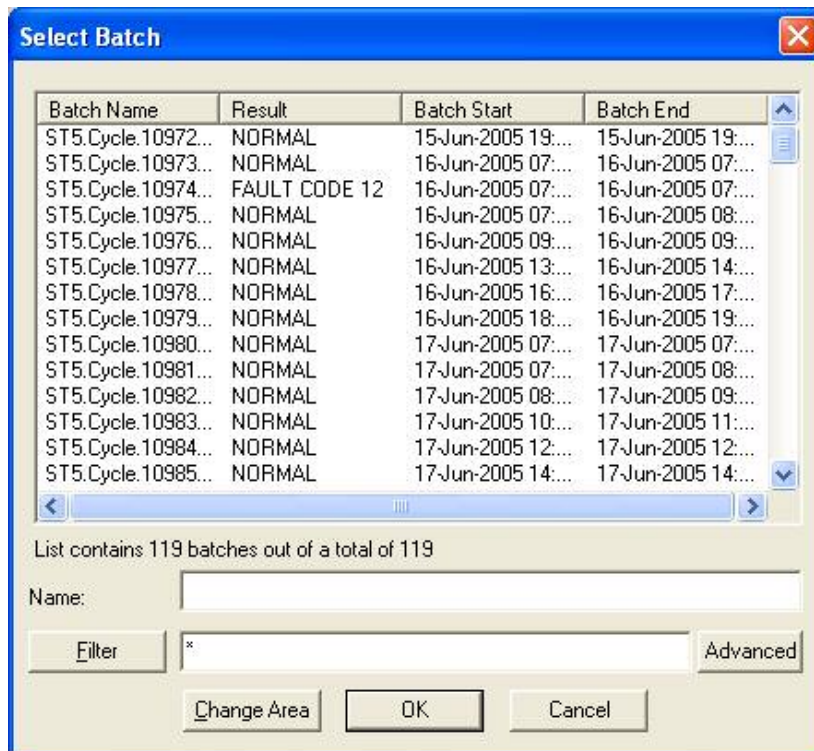 Select Batch
Batch Name Result Batch Start Batch End
ST5.Cycle.10972... NORMAL 15-Jun-2005 19:... 15-Jun-2005 19:...
ST5.Cycle.10973... NORMAL 16-Jun-2005 07:... 16-Jun-2005 07:...
ST5.Cycle.10974... FAULT CODE 12 16-Jun-2005 07:... 16-Jun-2005 07:...
ST5.Cycle.10975... NORMAL 16-Jun-2005 07:... 16-Jun-2005 08:...
ST5.Cycle.10976... NORMAL 16-Jun-2005 09:... 16-Jun-2005 09:...
ST5.Cycle.10977... NORMAL 16-Jun-2005 13:... 16-Jun-2005 14:...
ST5.Cycle.10978... NORMAL 16-Jun-2005 16:... 16-Jun-2005 17:...
ST5.Cycle.10979... NORMAL 16-Jun-2005 18:... 16-Jun-2005 19:...
ST5.Cycle.10980... NORMAL 17-Jun-2005 07:... 17-Jun-2005 07:...
ST5.Cycle.10981... NORMAL 17-Jun-2005 07:... 17-Jun-2005 08:...
ST5.Cycle.10982... NORMAL 17-Jun-2005 08:... 17-Jun-2005 09:...
ST5.Cycle.10983... NORMAL 17-Jun-2005 10:... 17-Jun-2005 11:...
ST5.Cycle.10984... NORMAL 17-Jun-2005 12:... 17-Jun-2005 12:...
ST5.Cycle.10985... NORMAL 17-Jun-2005 14:... 17-Jun-2005 14:...
List contains 119 batches out of a total of 119
Name:
Filter * Advanced
Change Area OK Cancel